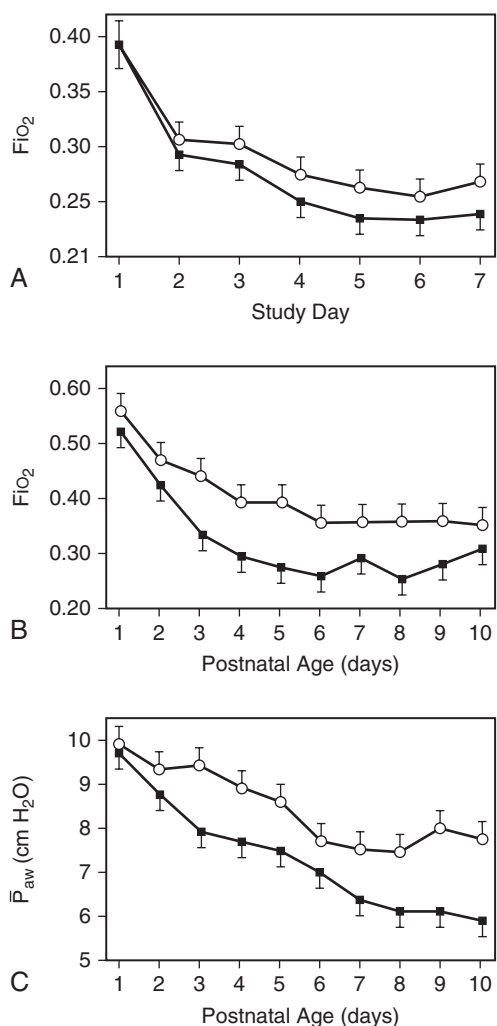 0.40
0.35
0.30
0.25
0.21
FiO₂
A
1 2 3 4 5 6 7
Study Day
0.60
0.50
0.40
0.30
0.20
FiO₂
B
1 2 3 4 5 6 7 8 9 10
Postnatal Age (days)
10
9
8
7
6
5
P̄aw (cm H₂O)
C
1 2 3 4 5 6 7 8 9 10
Postnatal Age (days)